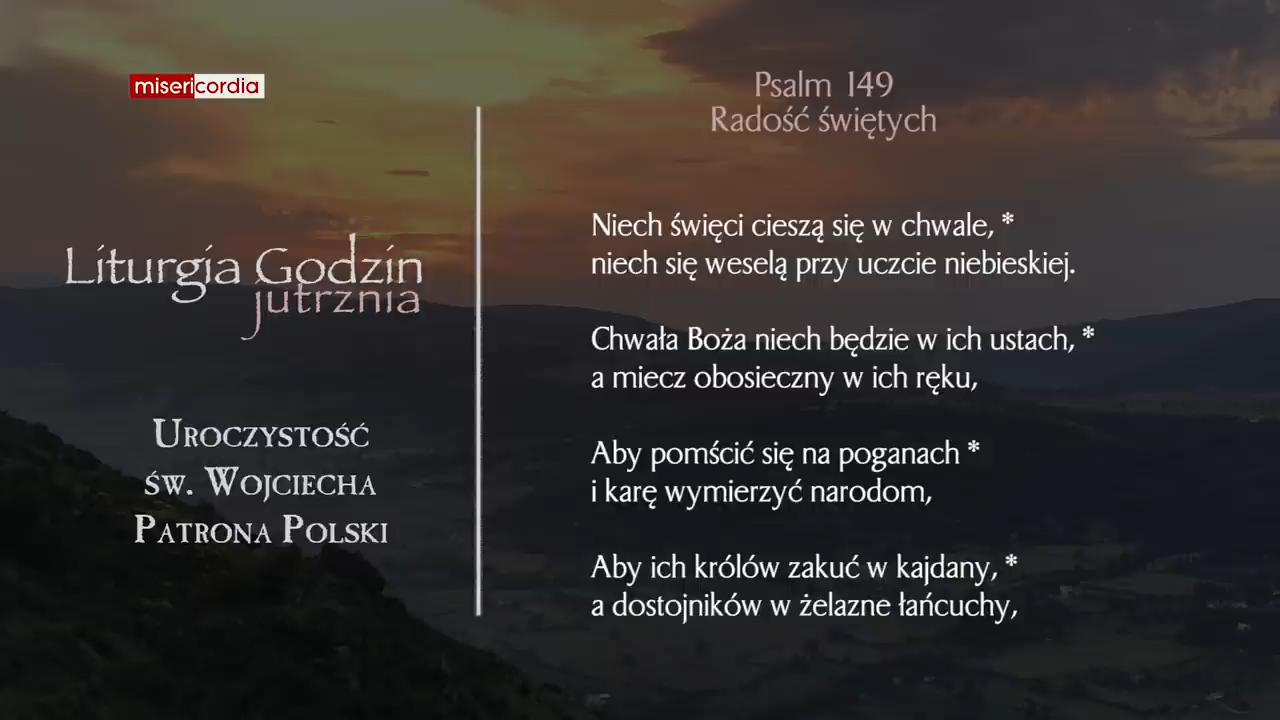 misericordia
Liturgia Godzin
jutrznia
Uroczystość
św. Wojciecha
Patrona Polski
Psalm 149
Radość świętych
Niech święci cieszą się w chwale, *
niech się weselą przy uczcie niebieskiej.
Chwała Boża niech będzie w ich ustach, *
a miecz obosieczny w ich ręku,
Aby pomścić się na poganach *
i karę wymierzyć narodom,
Aby ich królów zakuć w kajdany, *
a dostojników w żelazne łańcuchy,